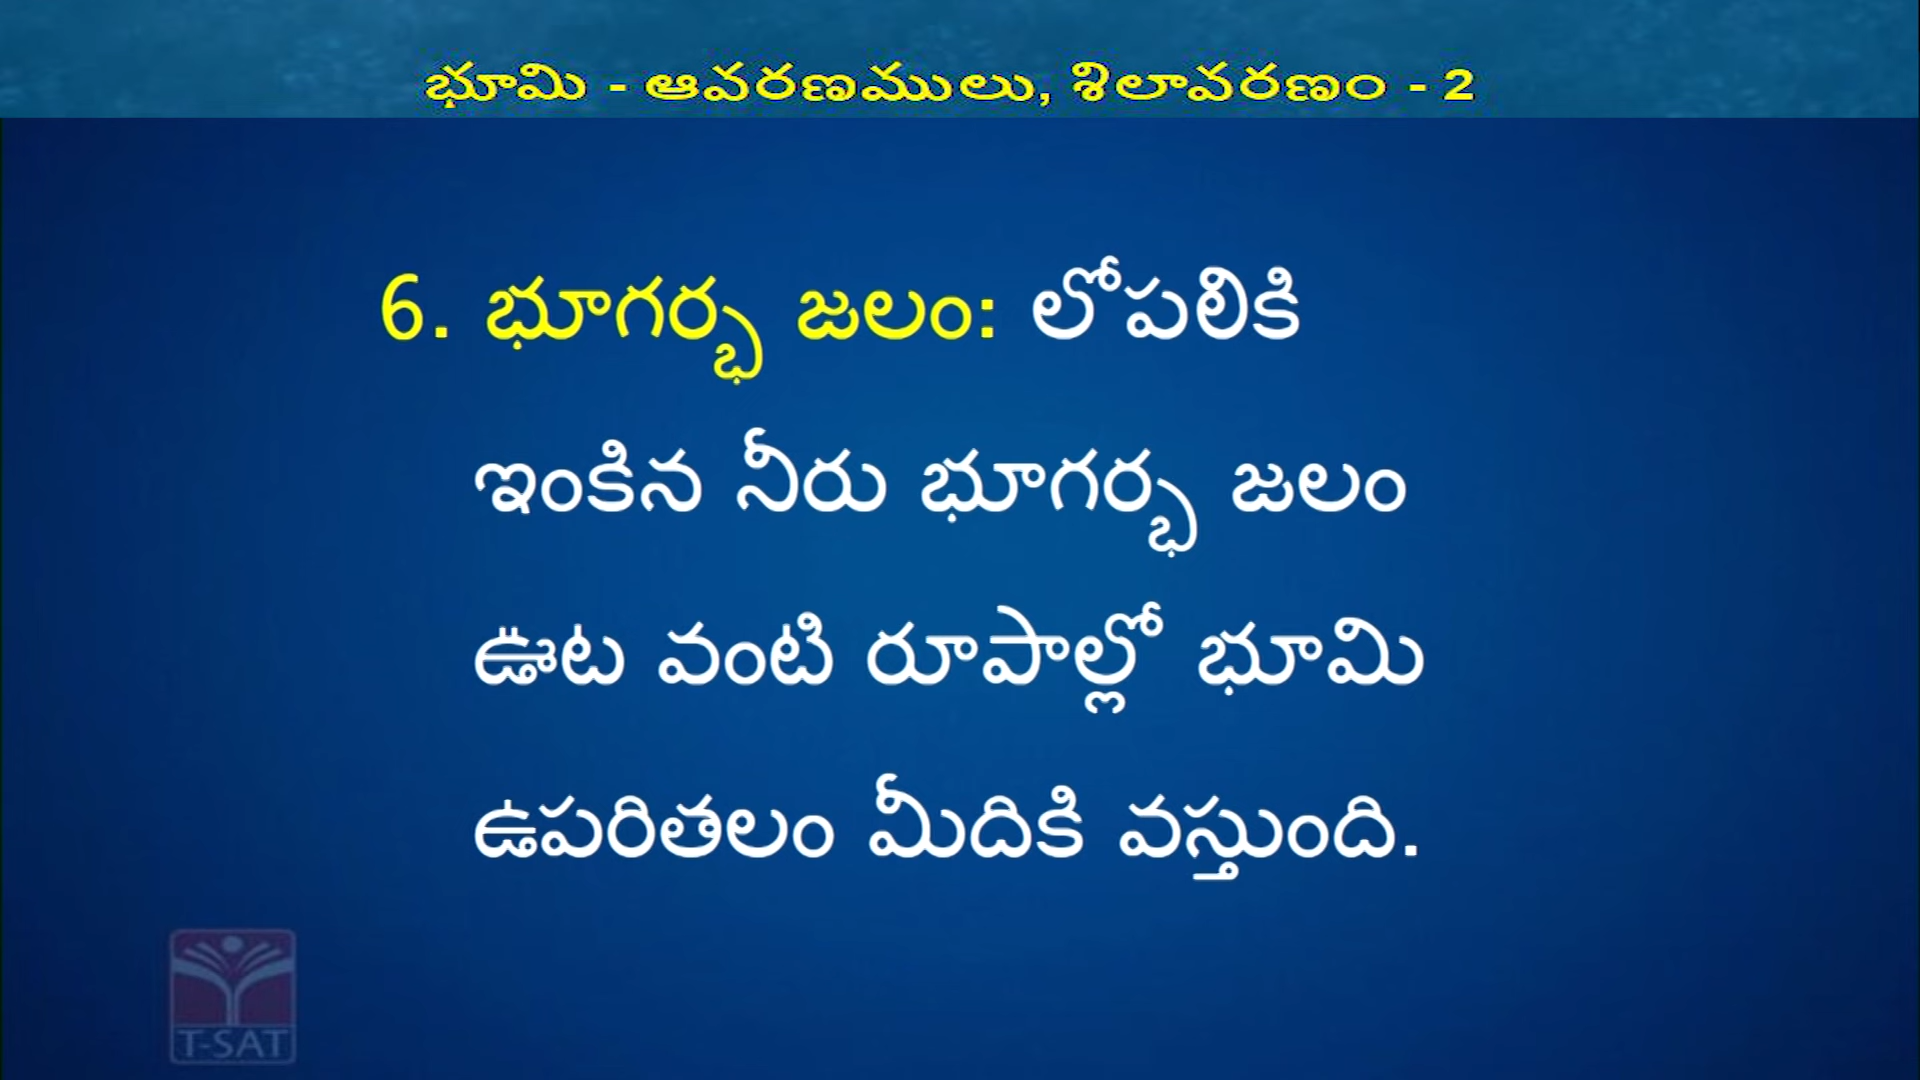 భూమి - ఆవరణములు, శిలావరణం - 2
6. భూగర్భ జలం: లోపలికి
ఇంకిన నీరు భూగర్భ జలం
ఊట వంటి రూపాల్లో భూమి
ఉపరితలం మీదికి వస్తుంది.
T-SAT